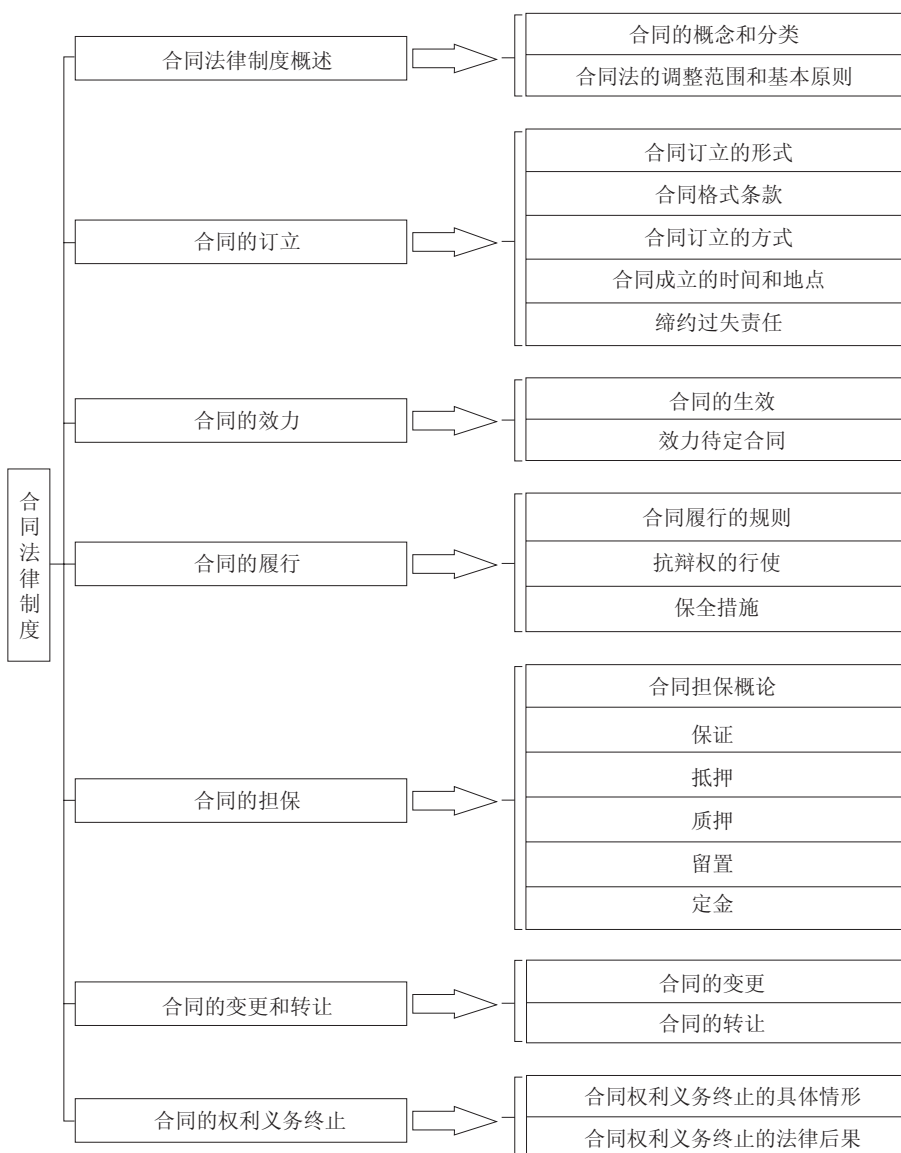 合同法律制度
合同法律制度概述
合同的概念和分类
合同法的调整范围和基本原则
合同的订立
合同订立的形式
合同格式条款
合同订立的方式
合同成立的时间和地点
缔约过失责任
合同的效力
合同的生效
效力待定合同
合同的履行
合同履行的规则
抗辩权的行使
保全措施
合同的担保
合同担保概论
保证
抵押
质押
留置
定金
合同的变更和转让
合同的变更
合同的转让
合同的权利义务终止
合同权利义务终止的具体情形
合同权利义务终止的法律后果